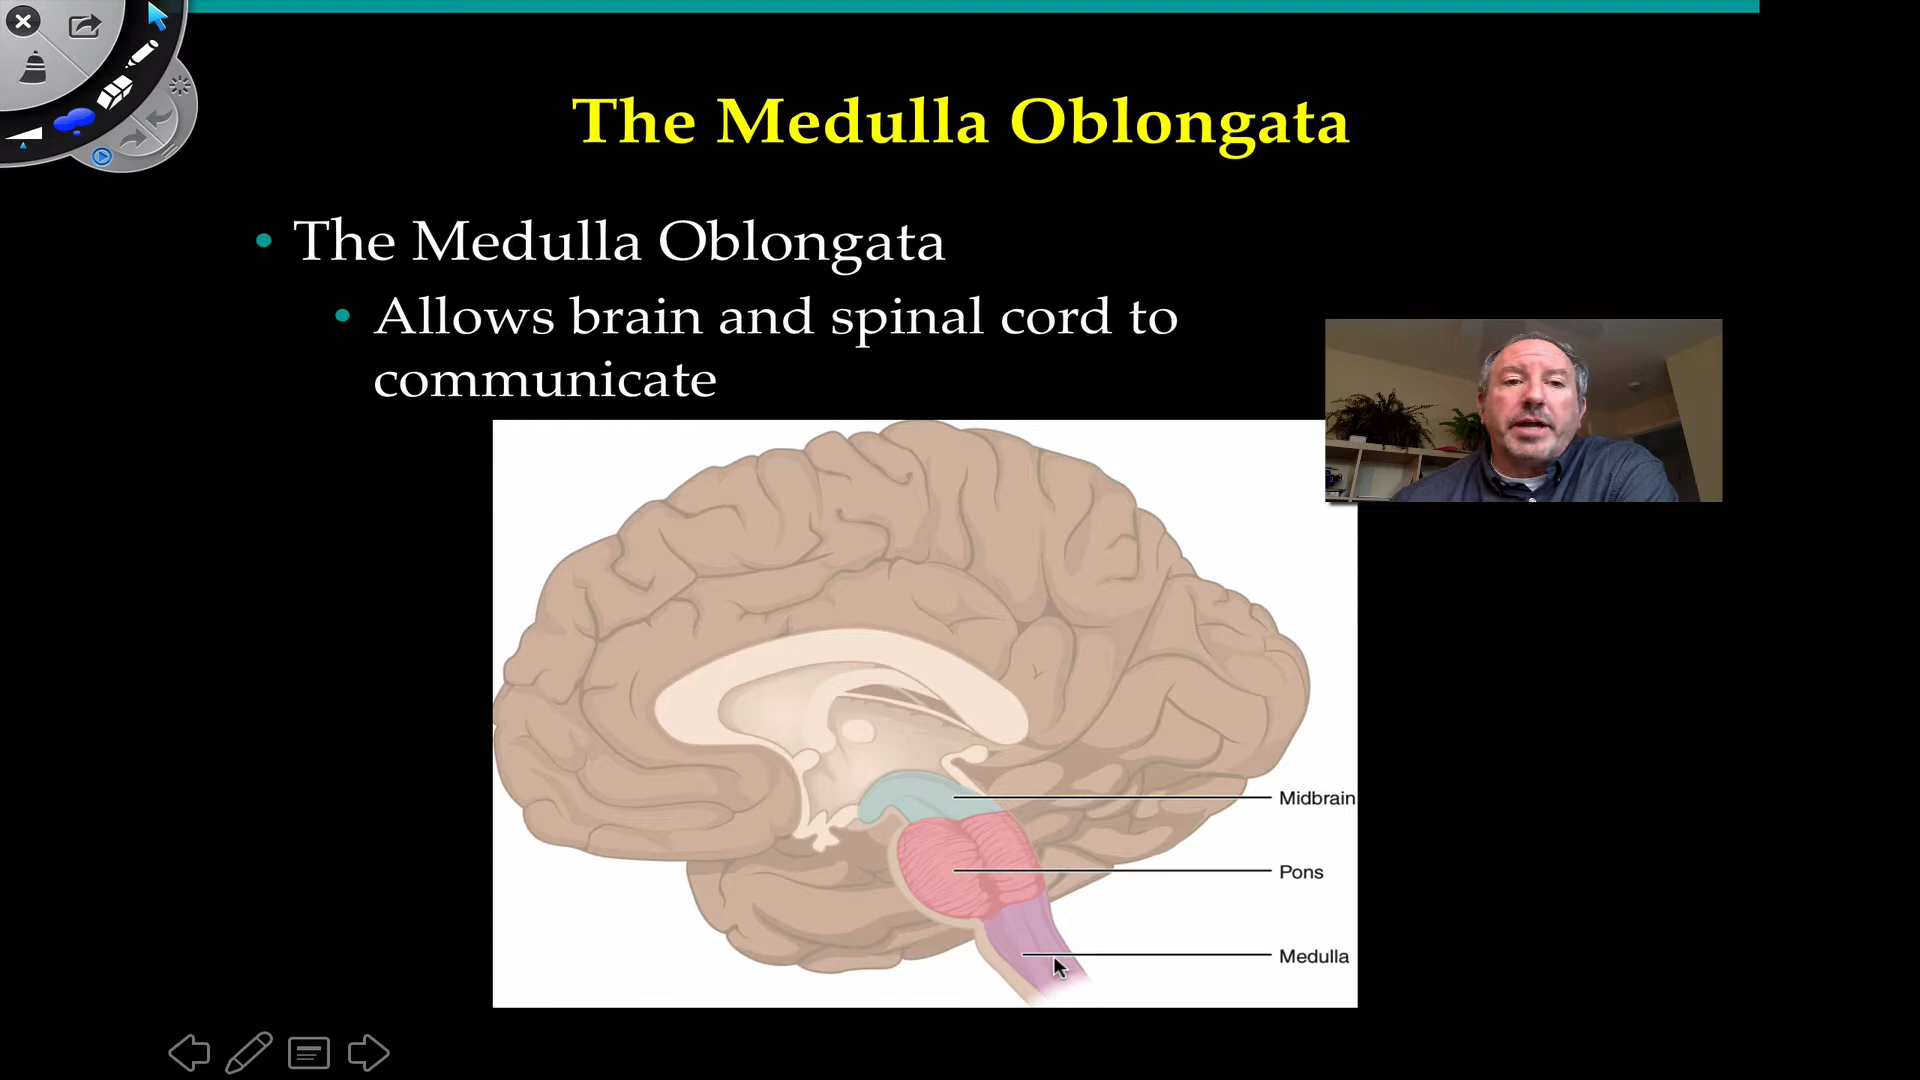 The Medulla Oblongata
The Medulla Oblongata
Allows brain and spinal cord to
communicate
Midbrain
Pons
Medulla